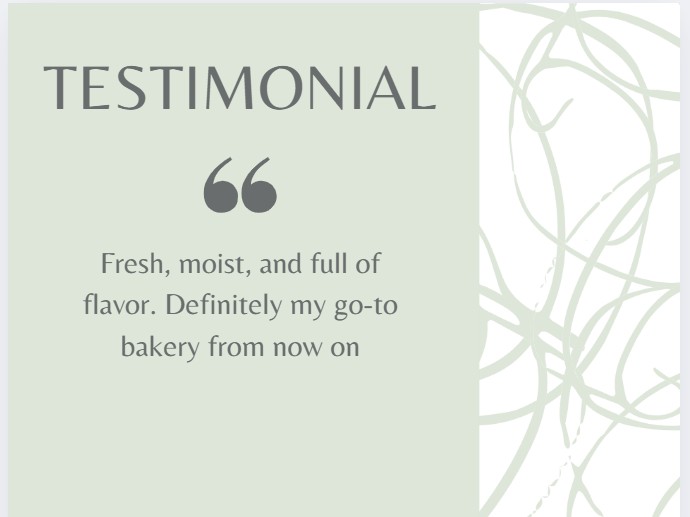 TESTIMONIAL
“
Fresh, moist, and full of
flavor. Definitely my go-to
bakery from now on